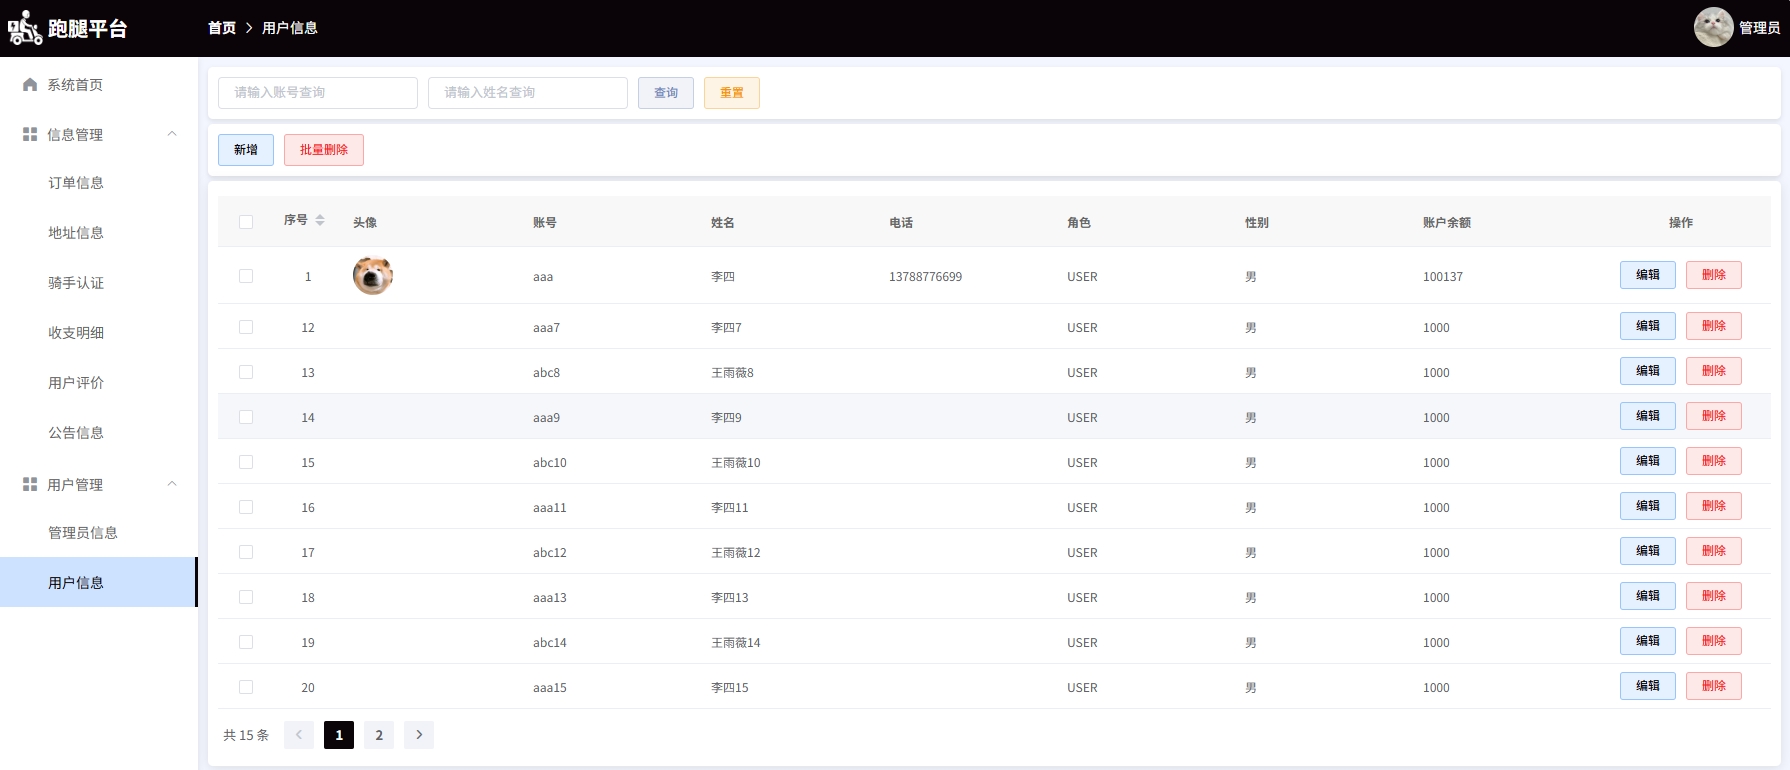 跑腿平台
首页 > 用户信息
管理员
系统首页
信息管理
订单信息
地址信息
骑手认证
收支明细
用户评价
公告信息
用户管理
管理员信息
用户信息
请输入账号查询 请输入姓名查询 查询 重置
新增 批量删除
序号 头像 账号 姓名 电话 角色 性别 账户余额 操作
1 aaa 李四 13788776699 USER 男 100137 编辑 删除
12 aaa7 李四7 USER 男 1000 编辑 删除
13 abc8 王雨薇8 USER 男 1000 编辑 删除
14 aaa9 李四9 USER 男 1000 编辑 删除
15 abc10 王雨薇10 USER 男 1000 编辑 删除
16 aaa11 李四11 USER 男 1000 编辑 删除
17 abc12 王雨薇12 USER 男 1000 编辑 删除
18 aaa13 李四13 USER 男 1000 编辑 删除
19 abc14 王雨薇14 USER 男 1000 编辑 删除
20 aaa15 李四15 USER 男 1000 编辑 删除
共 15 条 < 1 2 >